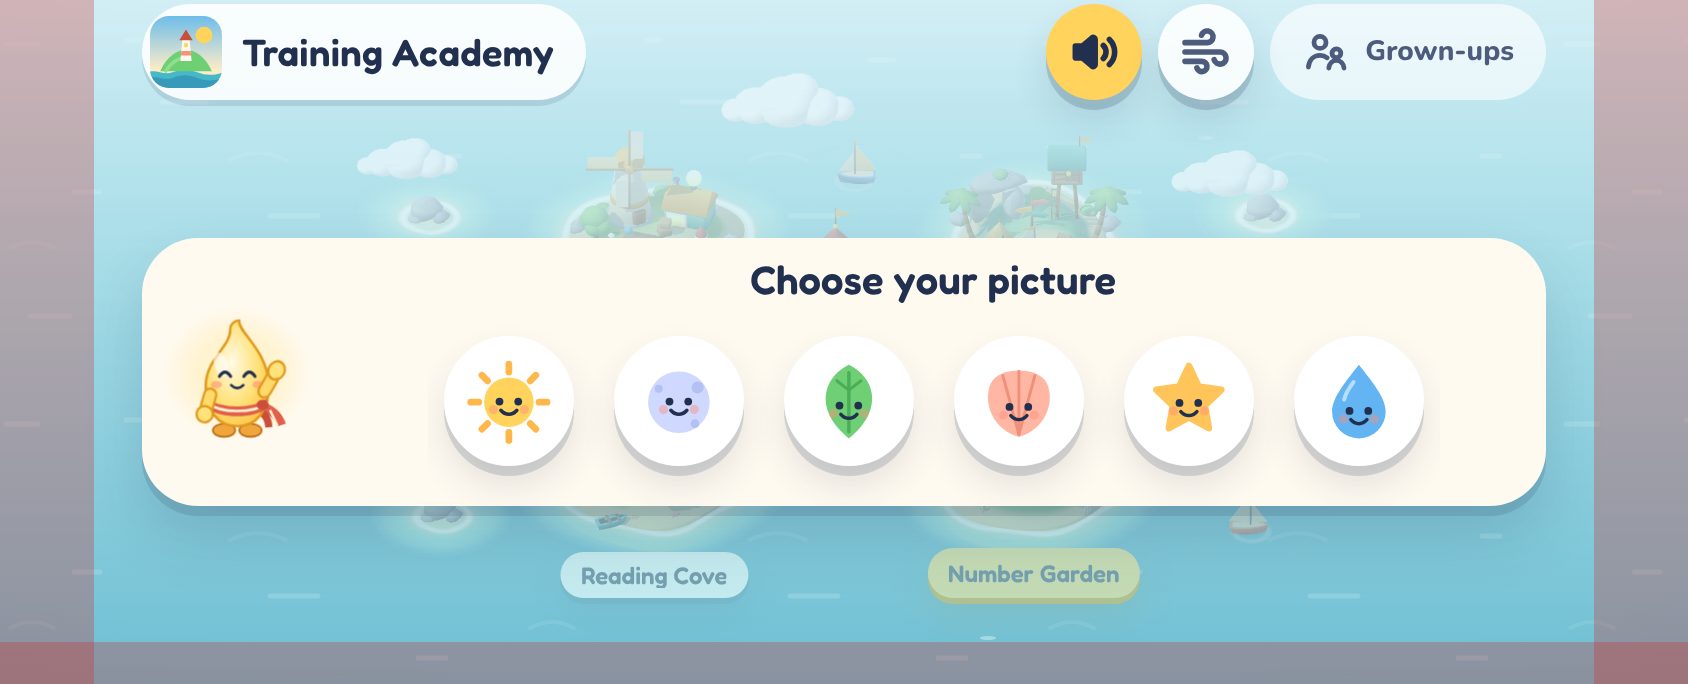 Training Academy
Grown-ups
Choose your picture
Reading Cove
Number Garden